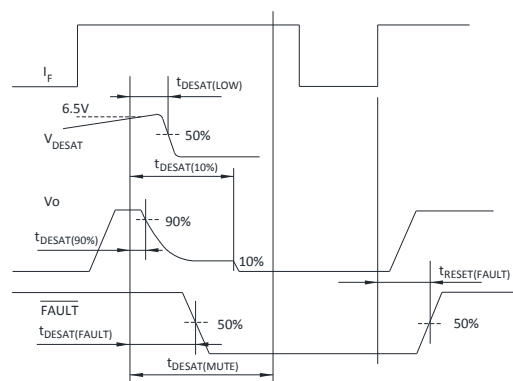 I_F
t_DESAT(LOW)
6.5V
V_DESAT
50%
t_DESAT(10%)
Vo
90%
t_DESAT(90%)
10%
t_RESET(FAULT)
FAULT
50%
50%
t_DESAT(FAULT)
t_DESAT(MUTE)